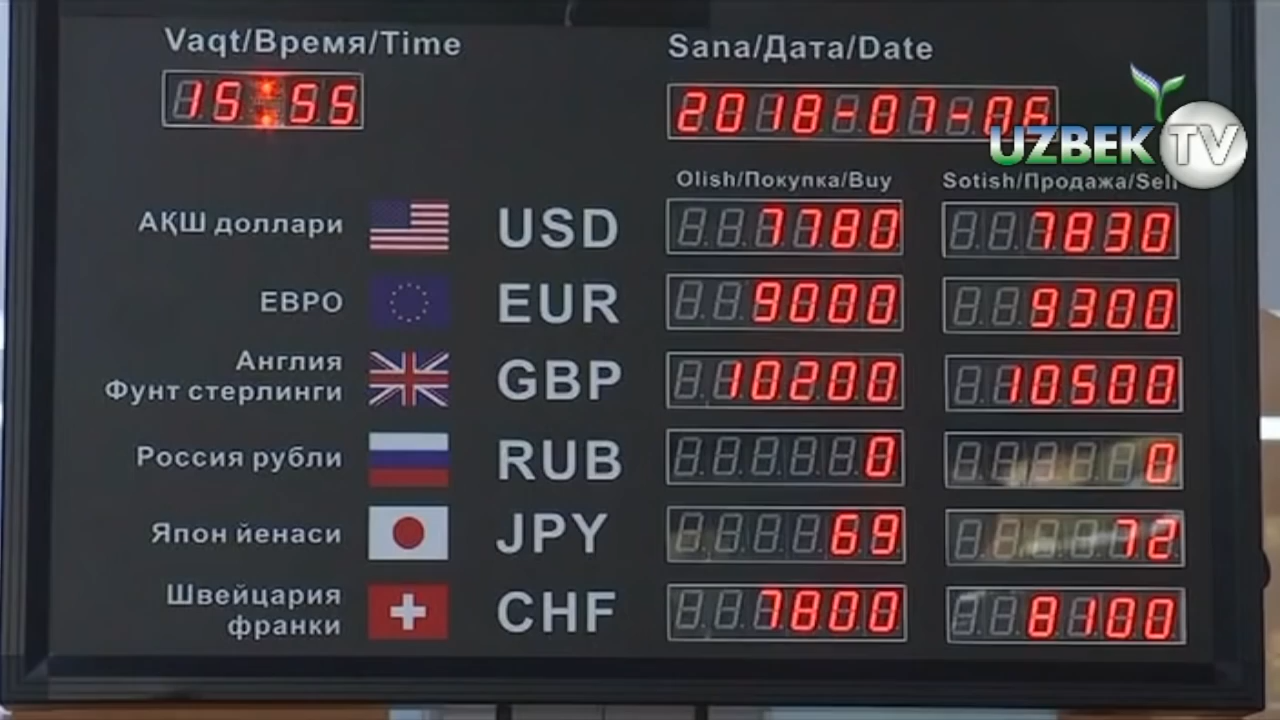 Vaqt/Время/Time
Sana/Дата/Date
15:55
2018-07-06
UZBEK TV
Olish/Покупка/Buy
Sotish/Продажа/Sell
АҚШ доллари USD 7780 7830
ЕВРО EUR 9000 9300
Англия
Фунт стерлинги GBP 10200 10500
Россия рубли RUB 0 0
Япон йенаси JPY 69 72
Швейцария
франки CHF 7800 8100